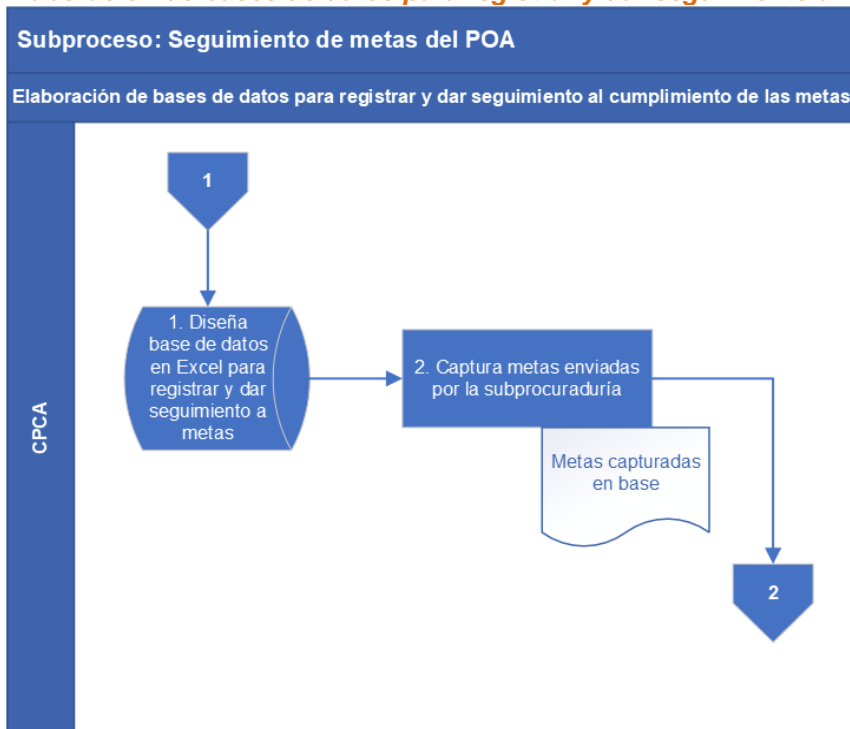 Subproceso: Seguimiento de metas del POA
Elaboración de bases de datos para registrar y dar seguimiento al cumplimiento de las metas
CPCA
1
1. Diseña
base de datos
en Excel para
registrar y dar
seguimiento a
metas
2. Captura metas enviadas
por la subprocuraduría
Metas capturadas
en base
2